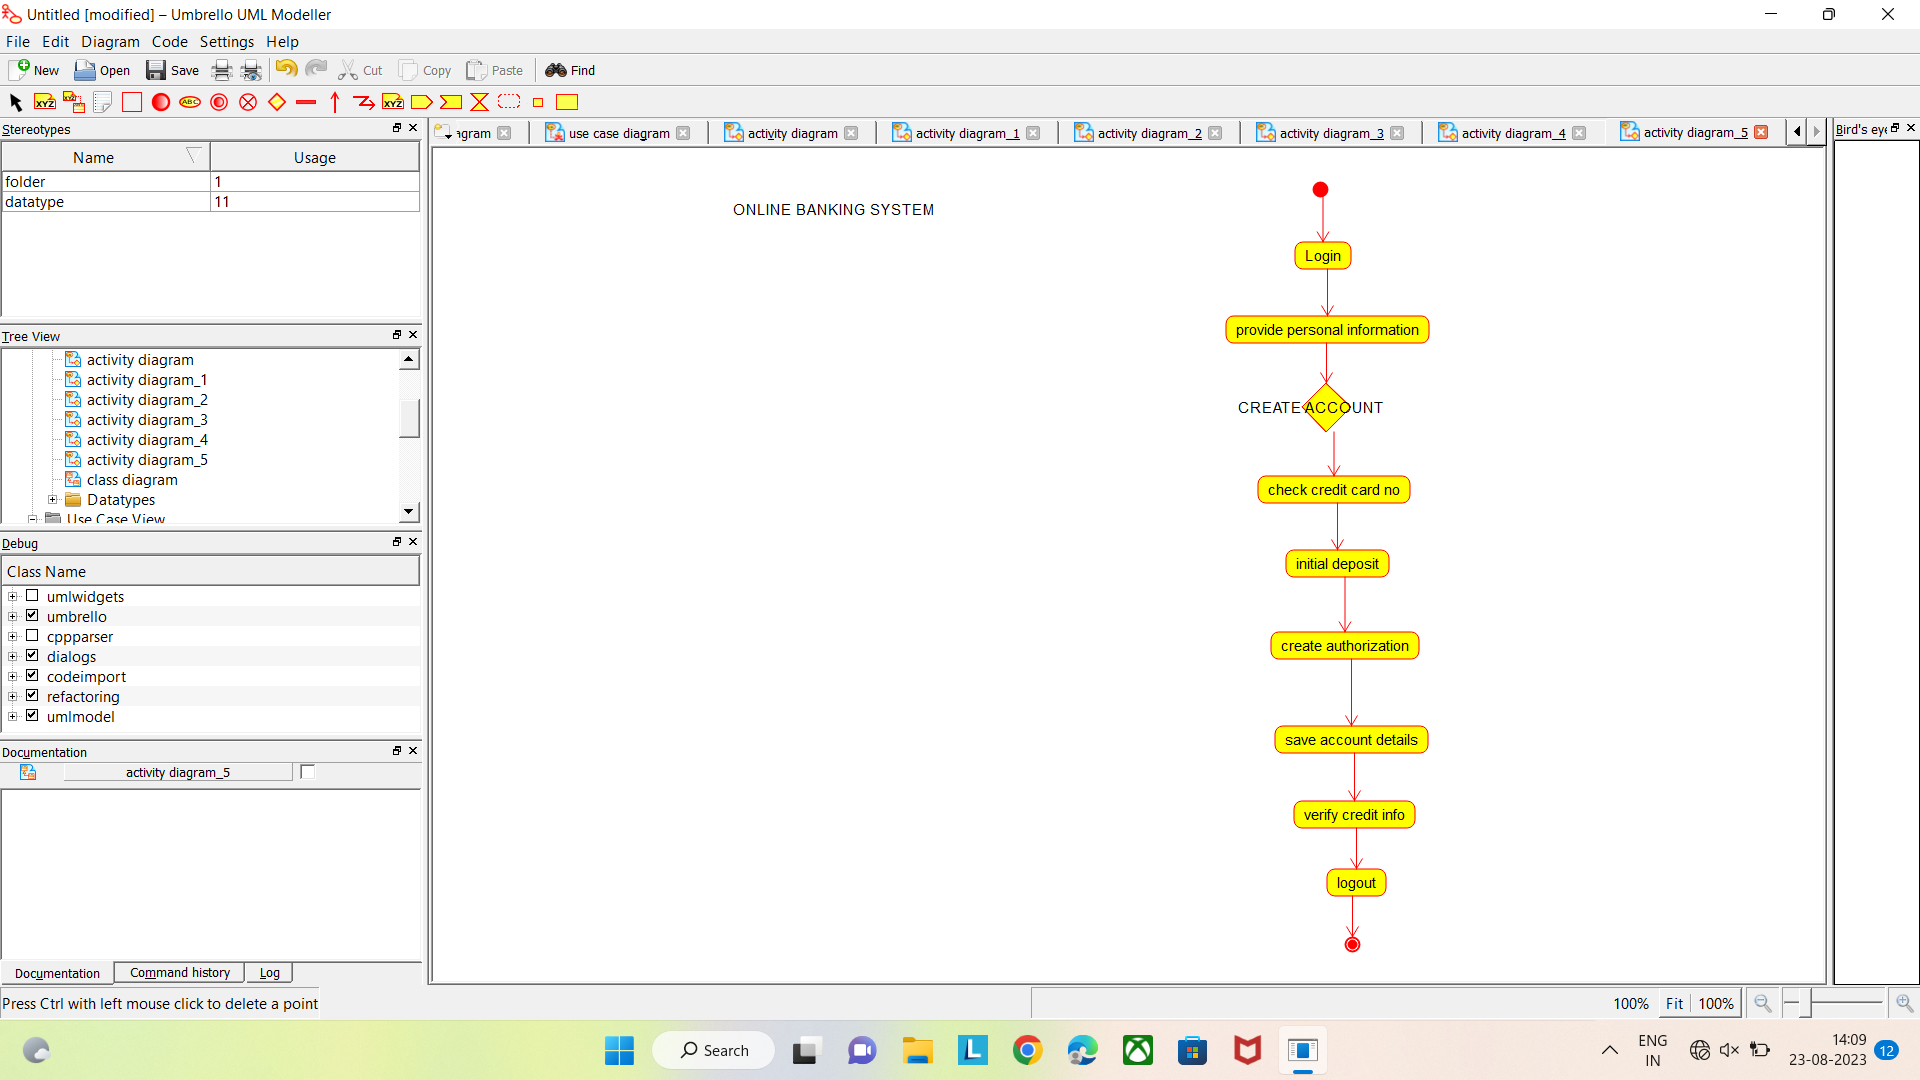 Untitled [modified] – Umbrello UML Modeller
File Edit Diagram Code Settings Help
New Open Save Cut Copy Paste Find
XYZ XYZ ABC XYZ
Stereotypes
Name Usage
folder 1
datatype 11
Tree View
activity diagram
activity diagram_1
activity diagram_2
activity diagram_3
activity diagram_4
activity diagram_5
class diagram
Datatypes
Use Case View
Debug
Class Name
umlwidgets
umbrello
cppparser
dialogs
codeimport
refactoring
umlmodel
Documentation
activity diagram_5
Documentation Command history Log
Press Ctrl with left mouse click to delete a point
gram use case diagram activity diagram activity diagram_1 activity diagram_2 activity diagram_3 activity diagram_4 activity diagram_5
Bird's eye
ONLINE BANKING SYSTEM
Login
provide personal information
CREATE ACCOUNT
check credit card no
initial deposit
create authorization
save account details
verify credit info
logout
100% Fit 100%
Search
ENG
IN
14:09
23-08-2023
12